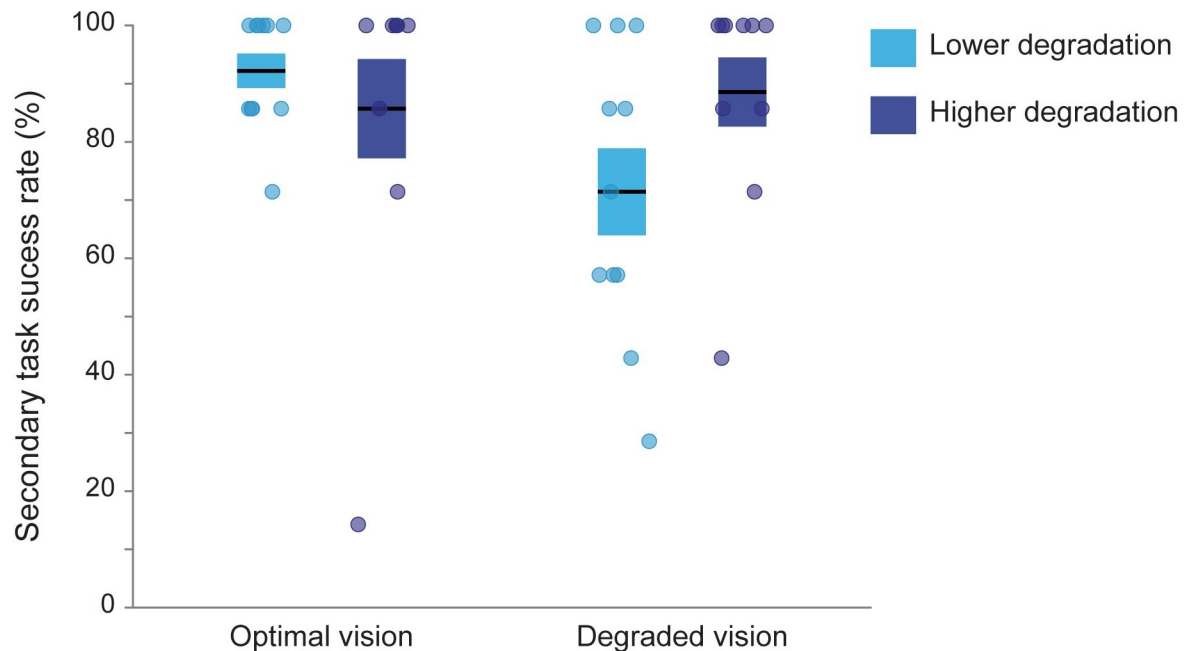 Secondary task sucess rate (%)
100
80
60
40
20
0
Optimal vision
Degraded vision
Lower degradation
Higher degradation